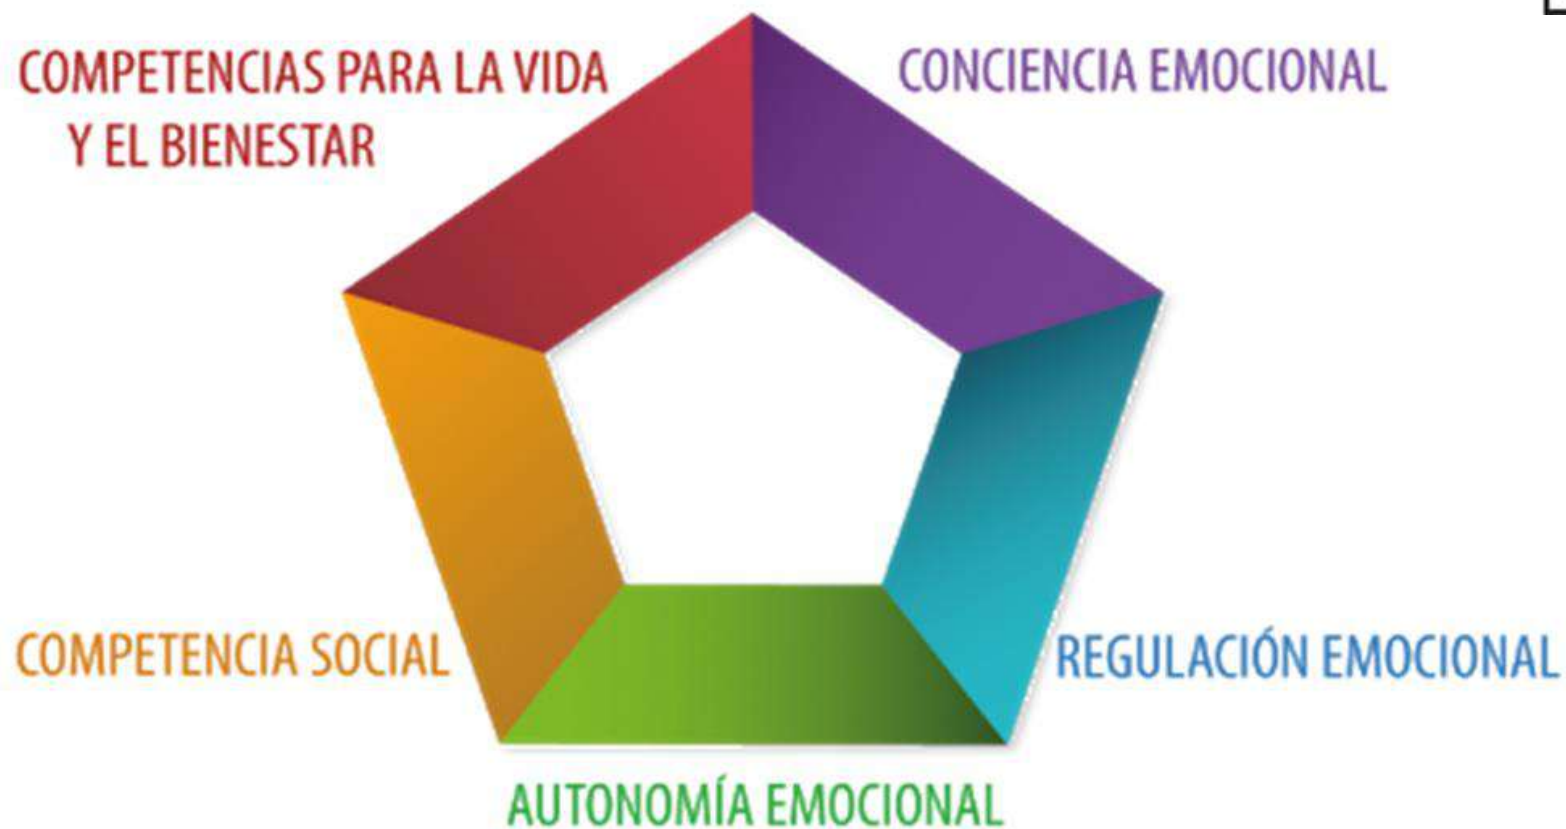 COMPETENCIAS PARA LA VIDA
Y EL BIENESTAR
CONCIENCIA EMOCIONAL
COMPETENCIA SOCIAL
REGULACIÓN EMOCIONAL
AUTONOMÍA EMOCIONAL